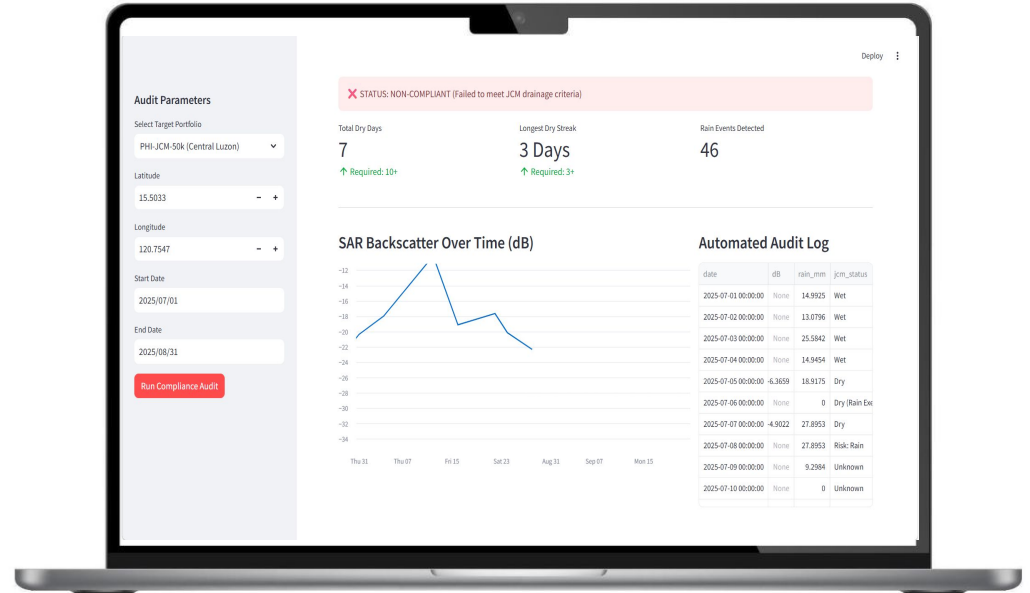 Deploy
Audit Parameters
Select Target Portfolio
PHI-JCM-50k (Central Luzon)
Latitude
15.5033
- +
Longitude
120.7547
- +
Start Date
2025/07/01
End Date
2025/08/31
Run Compliance Audit
❌ STATUS: NON-COMPLIANT (Failed to meet JCM drainage criteria)
Total Dry Days
7
↑ Required: 10+
Longest Dry Streak
3 Days
↑ Required: 3+
Rain Events Detected
46
SAR Backscatter Over Time (dB)
−12
−14
−16
−18
−20
−22
−24
−26
−28
−30
−32
−34
Thu 31 Thu 07 Fri 15 Sat 23 Aug 31 Sep 07 Mon 15
Automated Audit Log
date dB rain_mm jcm_status
2025-07-01 00:00:00 None 14.9925 Wet
2025-07-02 00:00:00 None 13.0796 Wet
2025-07-03 00:00:00 None 25.5842 Wet
2025-07-04 00:00:00 None 14.9454 Wet
2025-07-05 00:00:00 -6.3659 18.9175 Dry
2025-07-06 00:00:00 None 0 Dry (Rain Exe
2025-07-07 00:00:00 -4.9022 27.8953 Dry
2025-07-08 00:00:00 None 27.8953 Risk: Rain
2025-07-09 00:00:00 None 9.2984 Unknown
2025-07-10 00:00:00 None 0 Unknown